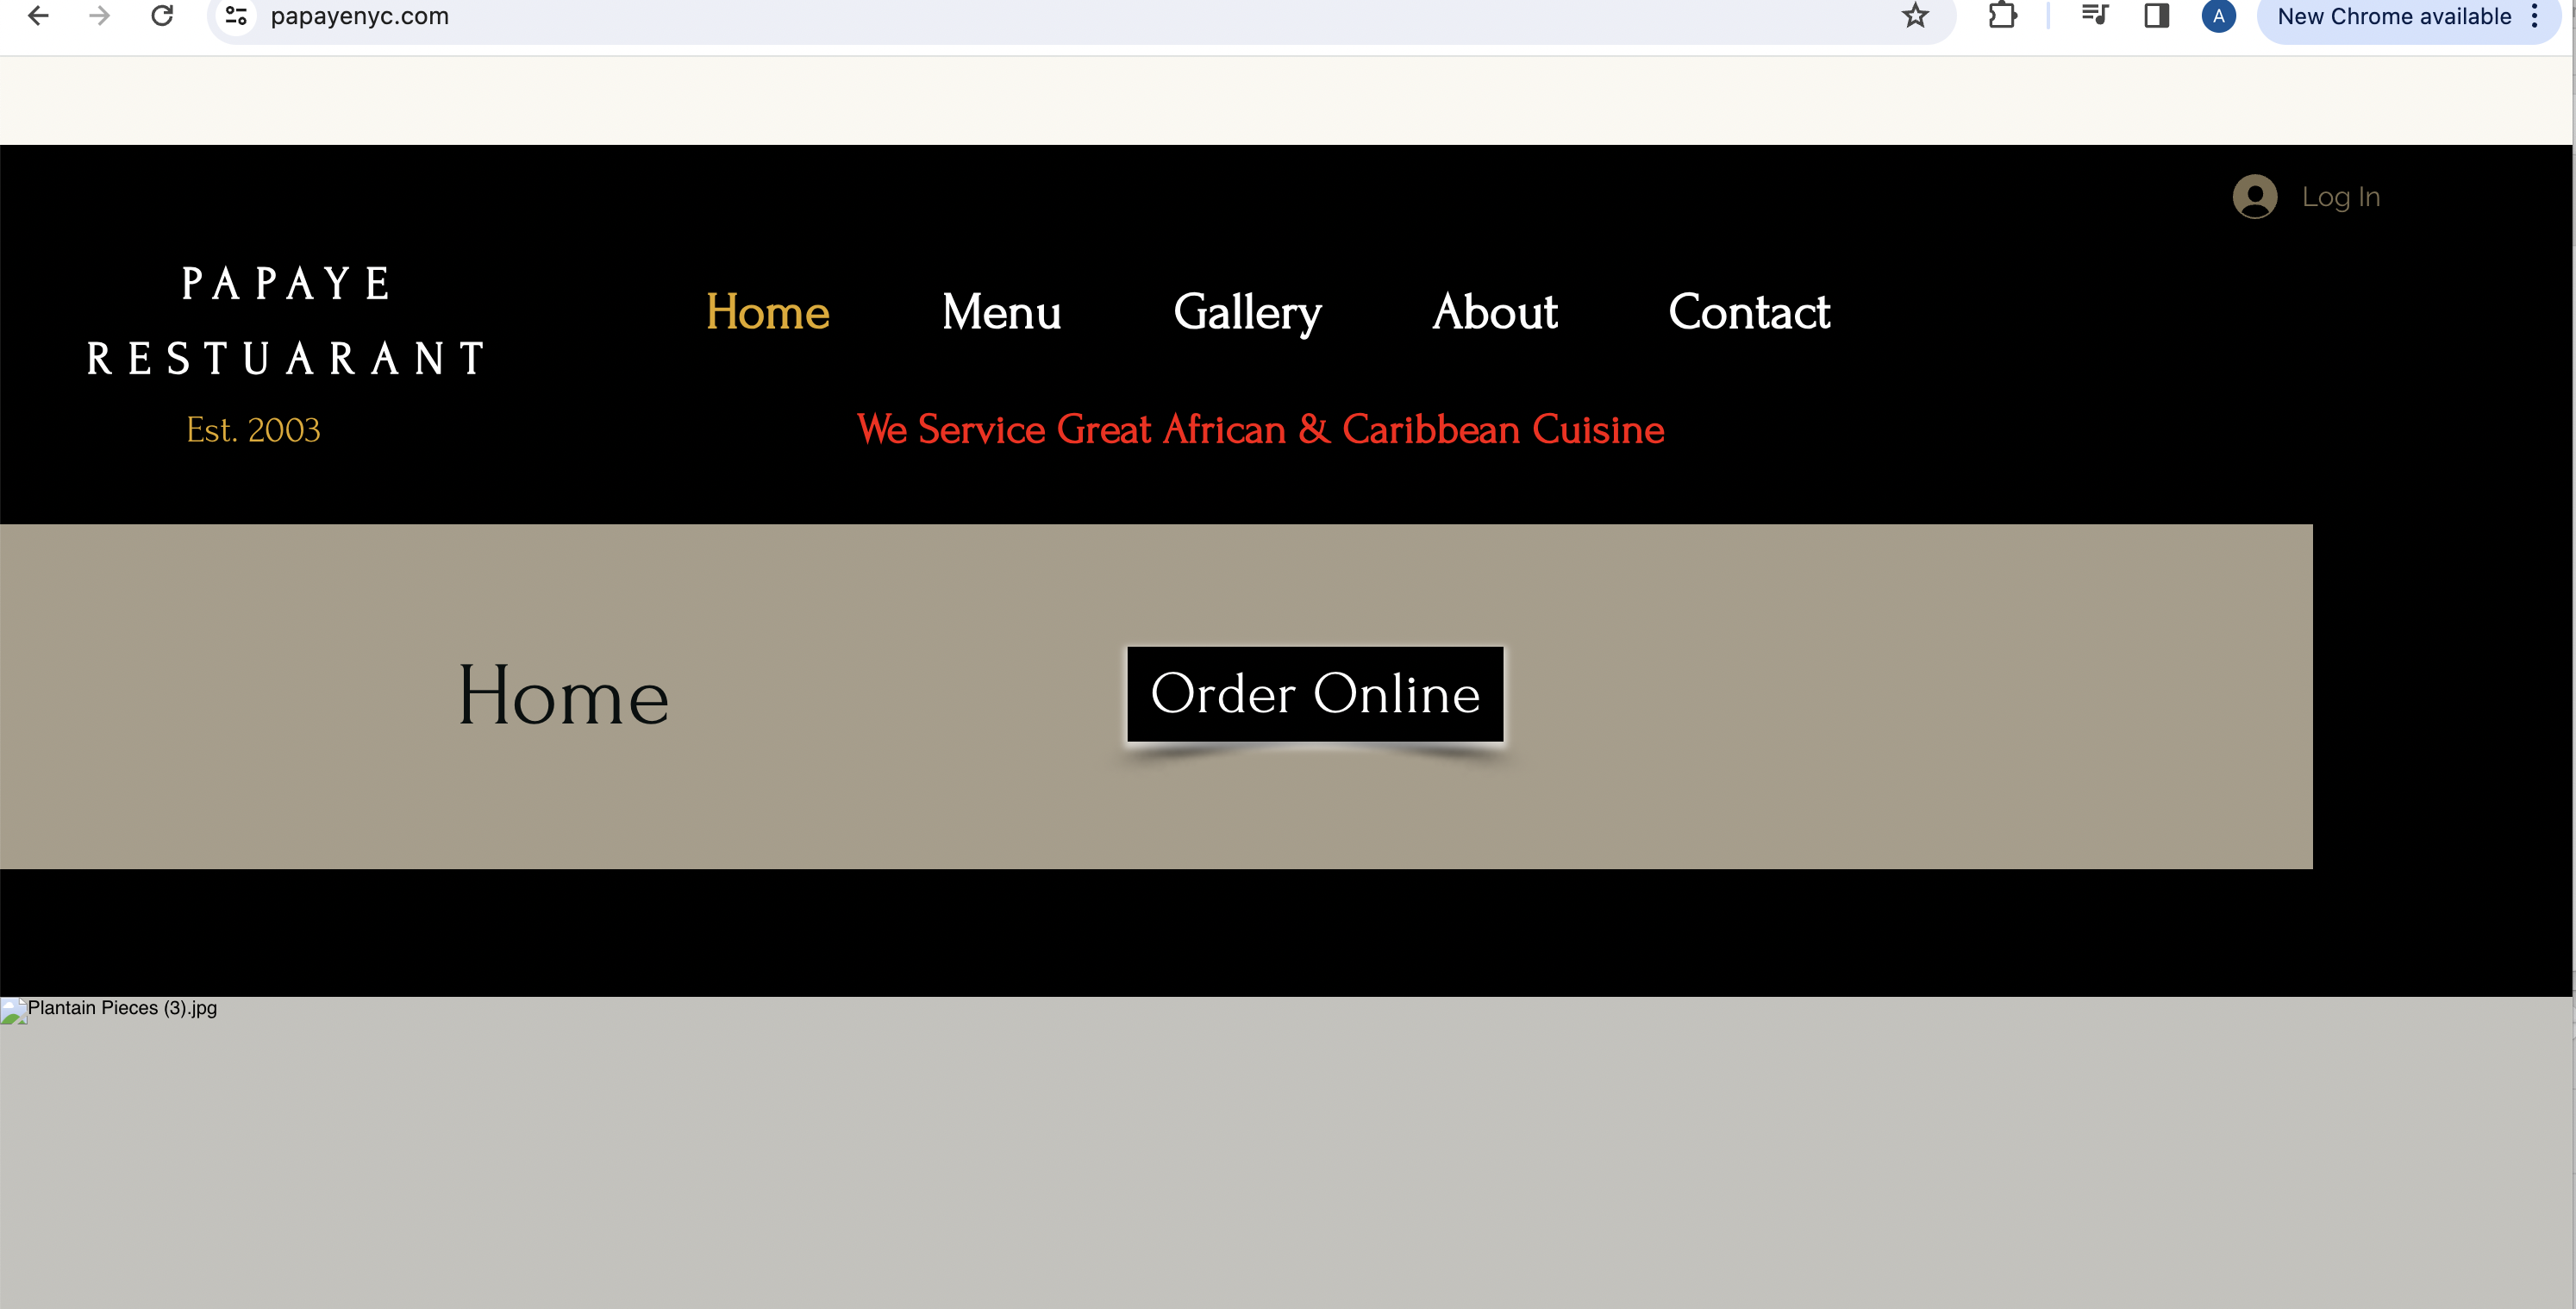 papayenyc.com
A
New Chrome available
Log In
PAPAYE
RESTUARANT
Est. 2003
Home
Menu
Gallery
About
Contact
We Service Great African & Caribbean Cuisine
Home
Order Online
Plantain Pieces (3).jpg